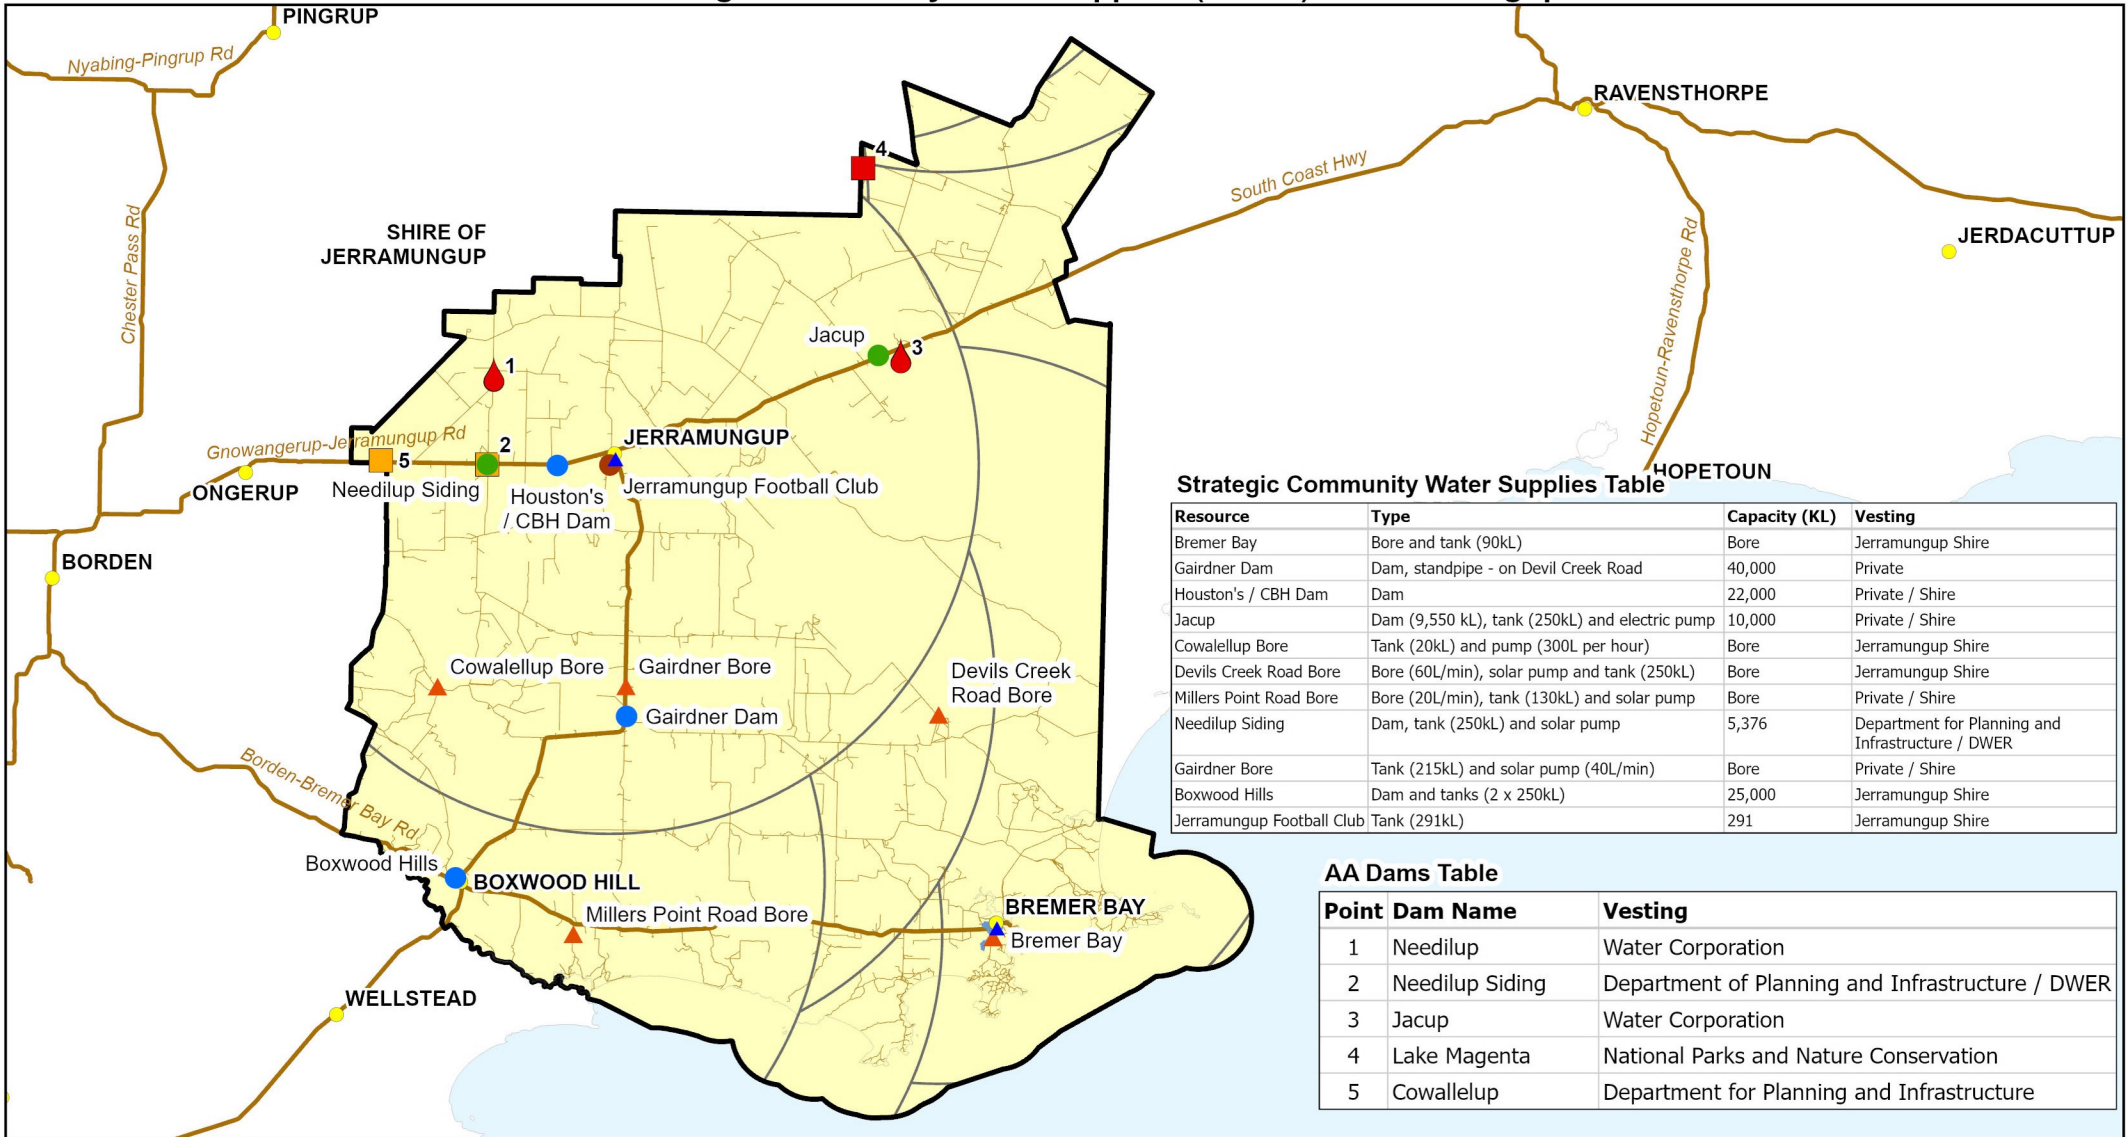 PINGRUP
Nyabing-Pingrup Rd
RAVENSTHORPE
4
South Coast Hwy
Chester Pass Rd
SHIRE OF
JERRAMUNGUP
JERDACUTTUP
Hopetoun-Ravensthorpe Rd
Jacup
3
1
Gnowangerup-Jerramungup Rd
JERRAMUNGUP
2
5
ONGERUP
Needilup Siding
Houston's
/ CBH Dam
Jerramungup Football Club
HOPETOUN
BORDEN
Cowalellup Bore
Gairdner Bore
Devils Creek
Road Bore
Gairdner Dam
Borden-Bremer Bay Rd
Boxwood Hills
BOXWOOD HILL
Millers Point Road Bore
BREMER BAY
Bremer Bay
WELLSTEAD
Strategic Community Water Supplies Table
Resource Type Capacity (KL) Vesting
Bremer Bay Bore and tank (90kL) Bore Jerramungup Shire
Gairdner Dam Dam, standpipe - on Devil Creek Road 40,000 Private
Houston's / CBH Dam Dam 22,000 Private / Shire
Jacup Dam (9,550 kL), tank (250kL) and electric pump 10,000 Private / Shire
Cowalellup Bore Tank (20kL) and pump (300L per hour) Bore Jerramungup Shire
Devils Creek Road Bore Bore (60L/min), solar pump and tank (250kL) Bore Jerramungup Shire
Millers Point Road Bore Bore (20L/min), tank (130kL) and solar pump Bore Private / Shire
Needilup Siding Dam, tank (250kL) and solar pump 5,376 Department for Planning and
Infrastructure / DWER
Gairdner Bore Tank (215kL) and solar pump (40L/min) Bore Private / Shire
Boxwood Hills Dam and tanks (2 x 250kL) 25,000 Jerramungup Shire
Jerramungup Football Club Tank (291kL) 291 Jerramungup Shire
AA Dams Table
Point Dam Name Vesting
1 Needilup Water Corporation
2 Needilup Siding Department of Planning and Infrastructure / DWER
3 Jacup Water Corporation
4 Lake Magenta National Parks and Nature Conservation
5 Cowallelup Department for Planning and Infrastructure